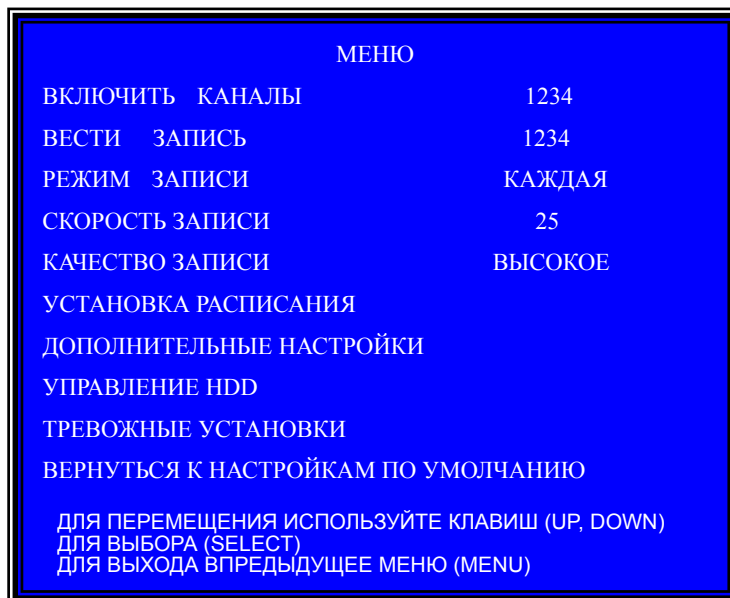 МЕНЮ
ВКЛЮЧИТЬ КАНАЛЫ 1234
ВЕСТИ ЗАПИСЬ 1234
РЕЖИМ ЗАПИСИ КАЖДАЯ
СКОРОСТЬ ЗАПИСИ 25
КАЧЕСТВО ЗАПИСИ ВЫСОКОЕ
УСТАНОВКА РАСПИСАНИЯ
ДОПОЛНИТЕЛЬНЫЕ НАСТРОЙКИ
УПРАВЛЕНИЕ HDD
ТРЕВОЖНЫЕ УСТАНОВКИ
ВЕРНУТЬСЯ К НАСТРОЙКАМ ПО УМОЛЧАНИЮ
ДЛЯ ПЕРЕМЕЩЕНИЯ ИСПОЛЬЗУЙТЕ КЛАВИШ (UP, DOWN)
ДЛЯ ВЫБОРА (SELECT)
ДЛЯ ВЫХОДА ВПРЕДЫДУЩЕЕ МЕНЮ (MENU)